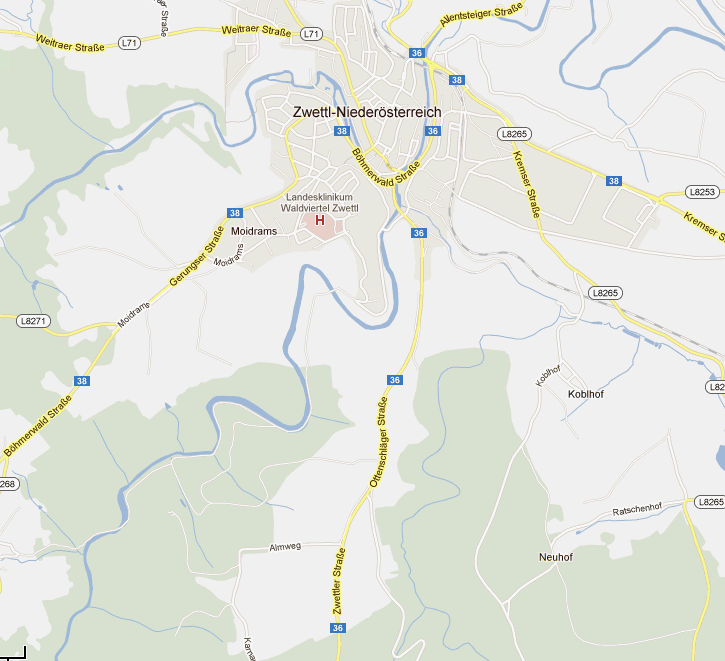 Straße
Allentsteiger Straße
Weitraer Straße
L71
Weitraer Straße
L71
36
38
Zwettl-Niederösterreich
38
36
L8265
Böhmerwald Straße
Kremser Straße
38
L8253
Landesklinikum
Waldviertel Zwettl
H
38
Moidrams
36
Kremser S
Gerungser Straße
Moidrams
L8265
Moidrams
L8271
38
36
Koblhof
Koblhof
L82
Böhmerwald Straße
Ottenschläger Straße
268
L8265
Ratschenhof
Almweg
Neuhof
Zwettler Straße
36